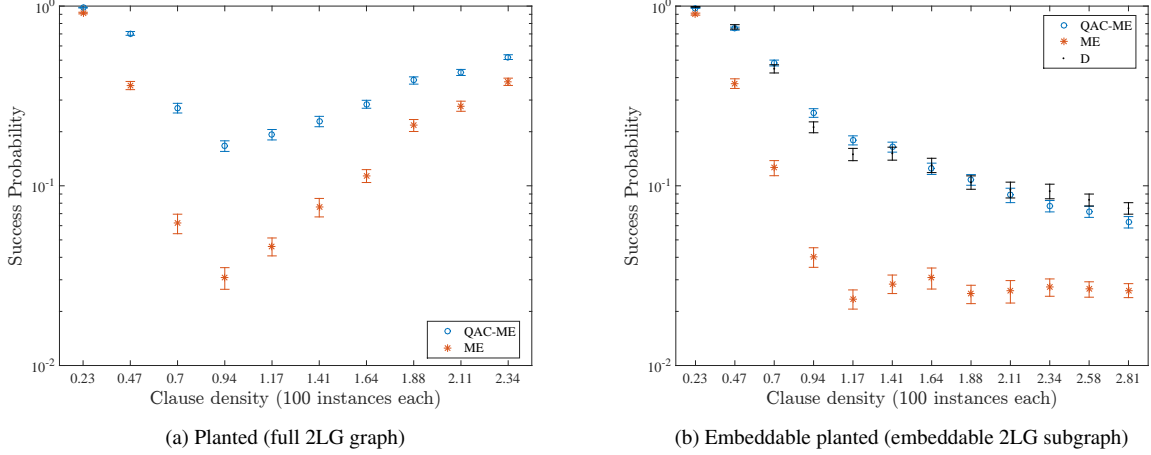 10^0
10^{-1}
10^{-2}
Success Probability
QAC-ME
ME
0.23 0.47 0.7 0.94 1.17 1.41 1.64 1.88 2.11 2.34
Clause density (100 instances each)
(a) Planted (full 2LG graph)
10^0
10^{-1}
10^{-2}
Success Probability
QAC-ME
ME
D
0.23 0.47 0.7 0.94 1.17 1.41 1.64 1.88 2.11 2.34 2.58 2.81
Clause density (100 instances each)
(b) Embeddable planted (embeddable 2LG subgraph)